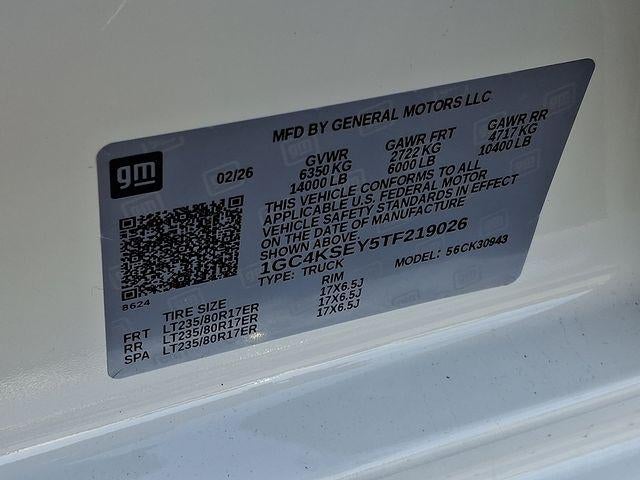 MFD BY GENERAL MOTORS LLC
gm
02/26
GVWR GAWR FRT GAWR RR
6350 KG 2722 KG 4717 KG
14000 LB 6000 LB 10400 LB
THIS VEHICLE CONFORMS TO ALL
APPLICABLE U.S. FEDERAL MOTOR
VEHICLE SAFETY STANDARDS IN EFFECT
ON THE DATE OF MANUFACTURE
SHOWN ABOVE.
1GC4KSEY5TF219026
TYPE: TRUCK MODEL: 56CK30943
8624
TIRE SIZE RIM
FRT LT235/80R17ER 17X6.5J
RR LT235/80R17ER 17X6.5J
SPA LT235/80R17ER 17X6.5J